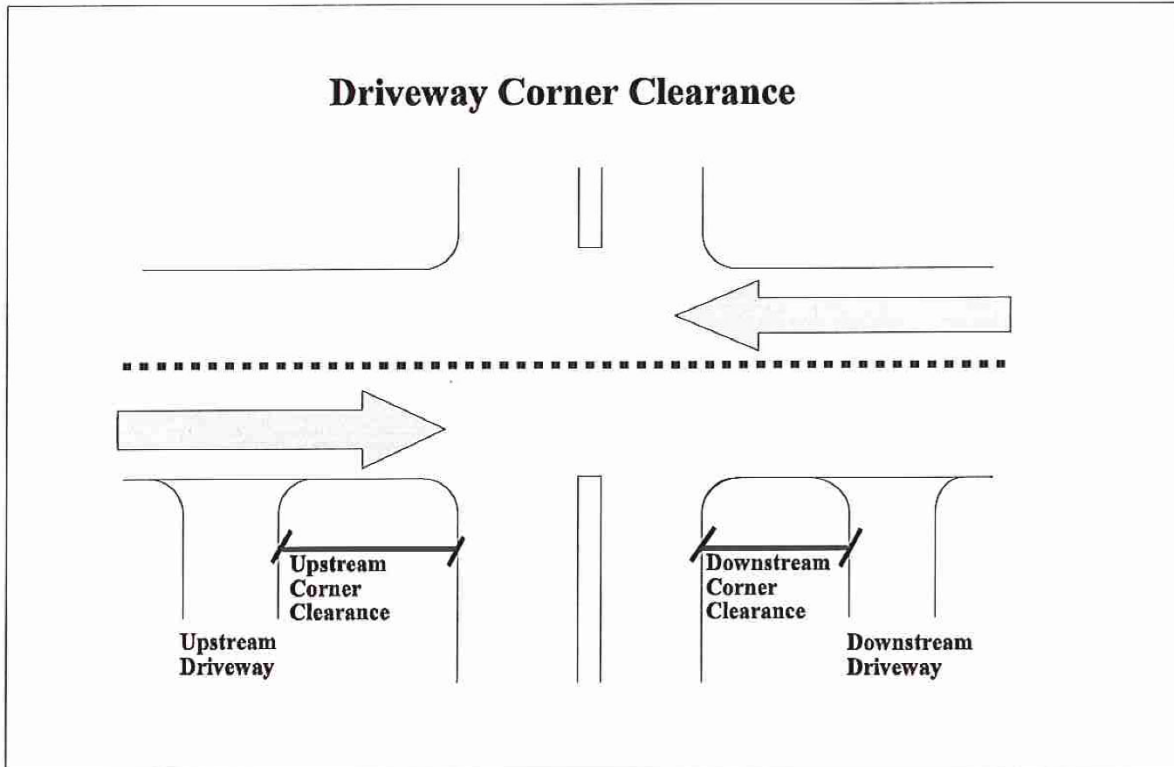 Driveway Corner Clearance
Upstream
Corner
Clearance
Downstream
Corner
Clearance
Upstream
Driveway
Downstream
Driveway